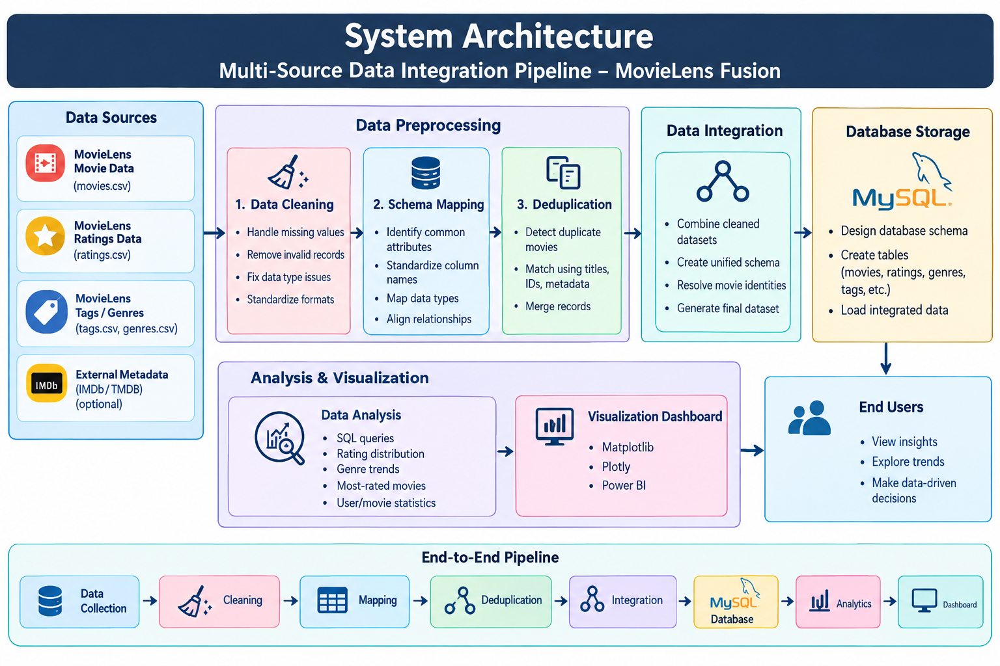 System Architecture
Multi-Source Data Integration Pipeline – MovieLens Fusion
Data Sources
MovieLens
Movie Data
(movies.csv)
MovieLens
Ratings Data
(ratings.csv)
MovieLens
Tags / Genres
(tags.csv, genres.csv)
IMDb
External Metadata
(IMDb / TMDB)
(optional)
Data Preprocessing
1. Data Cleaning
• Handle missing values
• Remove invalid records
• Fix data type issues
• Standardize formats
2. Schema Mapping
• Identify common
attributes
• Standardize column
names
• Map data types
• Align relationships
3. Deduplication
• Detect duplicate
movies
• Match using titles,
IDs, metadata
• Merge records
Data Integration
• Combine cleaned
datasets
• Create unified schema
• Resolve movie identities
• Generate final dataset
Database Storage
MySQL
• Design database schema
• Create tables
(movies, ratings, genres,
tags, etc.)
• Load integrated data
Analysis & Visualization
Data Analysis
• SQL queries
• Rating distribution
• Genre trends
• Most-rated movies
• User/movie statistics
Visualization Dashboard
• Matplotlib
• Plotly
• Power BI
End Users
• View insights
• Explore trends
• Make data-driven
decisions
End-to-End Pipeline
Data
Collection
Cleaning
Mapping
Deduplication
Integration
MySQL
Database
Analytics
Dashboard